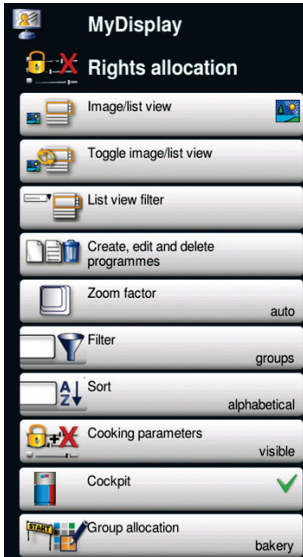 MyDisplay
Rights allocation
Image/list view
Toggle image/list view
List view filter
Create, edit and delete
programmes
Zoom factor
auto
Filter
groups
A
Z
Sort
alphabetical
Cooking parameters
visible
Cockpit
START
Group allocation
bakery